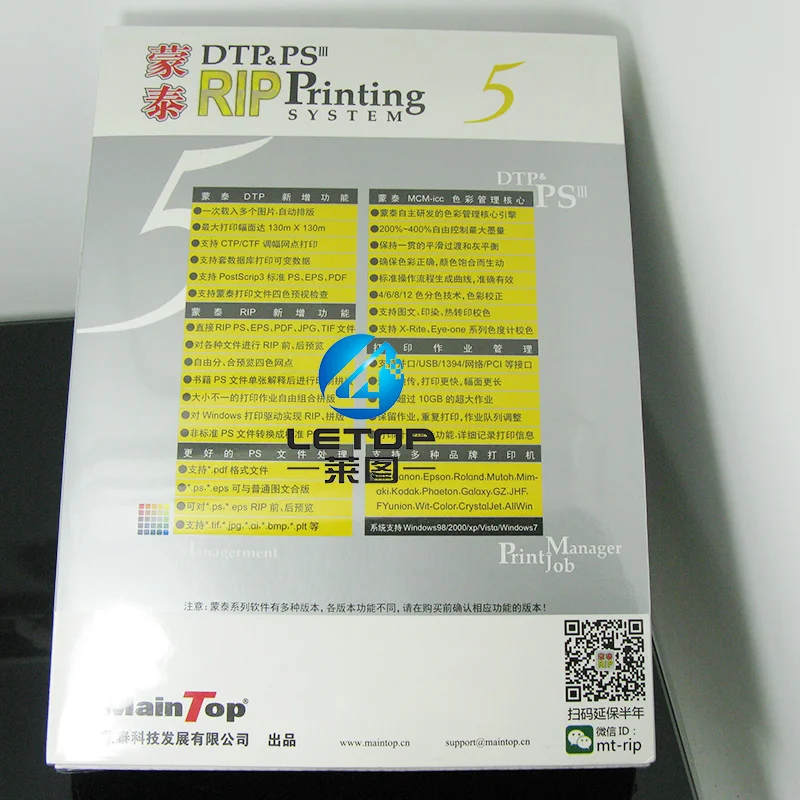 蒙泰
DTP&PSIII
RIP Printing
SYSTEM
5
5
DTP&
PSIII
蒙 泰 DTP 新 增 功 能
●一次载入多个图片,自动排版
●最大打印幅面达 130m X 130m
●支持 CTP/CTF 调幅网点打印
●支持套数据库打印可变数据
●支持 PostScrip3 标准 PS、EPS、PDF
●支持蒙泰打印文件四色预视检查
蒙 泰 RIP 新 增 功 能
●直接 RIP PS、EPS、PDF、JPG、TIF 文件
●对各种文件进行 RIP 前、后预览
●自由分、合预览四色网点
●书籍 PS 文件单张解释后进行
●大小不一的打印作业自由组合拼版
●对 Windows 打印驱动实现 RIP、拼版
●非标准 PS 文件转换成标准
更 好 的 PS 文 件 处 理
●支持*.pdf 格式文件
●*.ps、*.eps 可与普通图文合版
●可对*.ps、*.eps RIP 前、后预览
●支持*.tif、*.jpg、*.ai、*.bmp、*.plt 等
蒙 泰 MCM-icc 色 彩 管 理 核 心
●蒙泰自主研发的色彩管理核心引擎
●200%~400%自由控制最大墨量
●保持一贯的平滑过渡和灰平衡
●确保色彩正确,颜色饱合而生动
●标准操作流程生成曲线,准确有效
●4/6/8/12 色分色技术,色彩校正
●支持图文、印染、热转印校色
●支持 X-Rite、Eye-one 系列色度计校色
打 印 作 业 管 理
●支持 口/USB/1394/网络/PCI 等接口
传,打印更快,幅面更长
超过 10GB 的超大作业
保留作业,重复打印,作业队列调整
功能,详细记录打印信息
支 持 多 种 品 牌 打 印 机
Canon、Epson、Roland、Mutoh、Mim-
aki、Kodak、Phaeton、Galaxy、GZ、JHF、
FYunion、Wit-Color、CrystalJet、AllWin
系统支持 Windows98/2000/xp/Vista/Windows7
LETOP
莱图
Managerment
Print Manager
Job
注意：蒙泰系列软件有多种版本，各版本功能不同，请在购买前确认相应功能的版本！
蒙泰
RIP
扫码延保半年
微信 ID：
mt-rip
MainTop®
蒙泰科技发展有限公司 出品
www.maintop.cn
support@maintop.cn